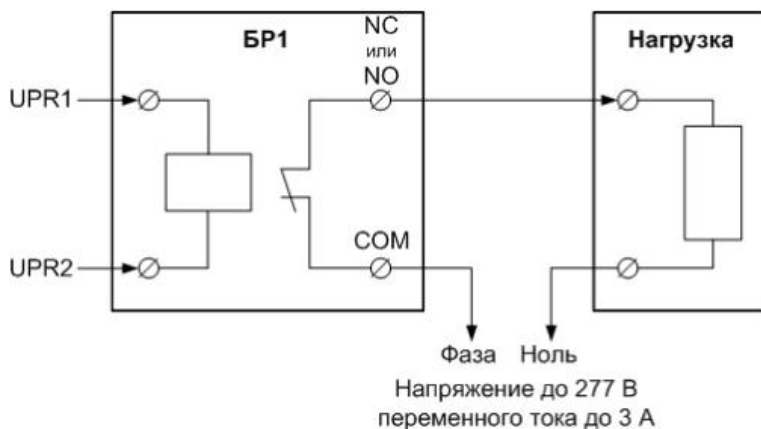 БР1
NC
или
NO
Нагрузка
UPR1
COM
UPR2
Фаза
Ноль
Напряжение до 277 В
переменного тока до 3 А